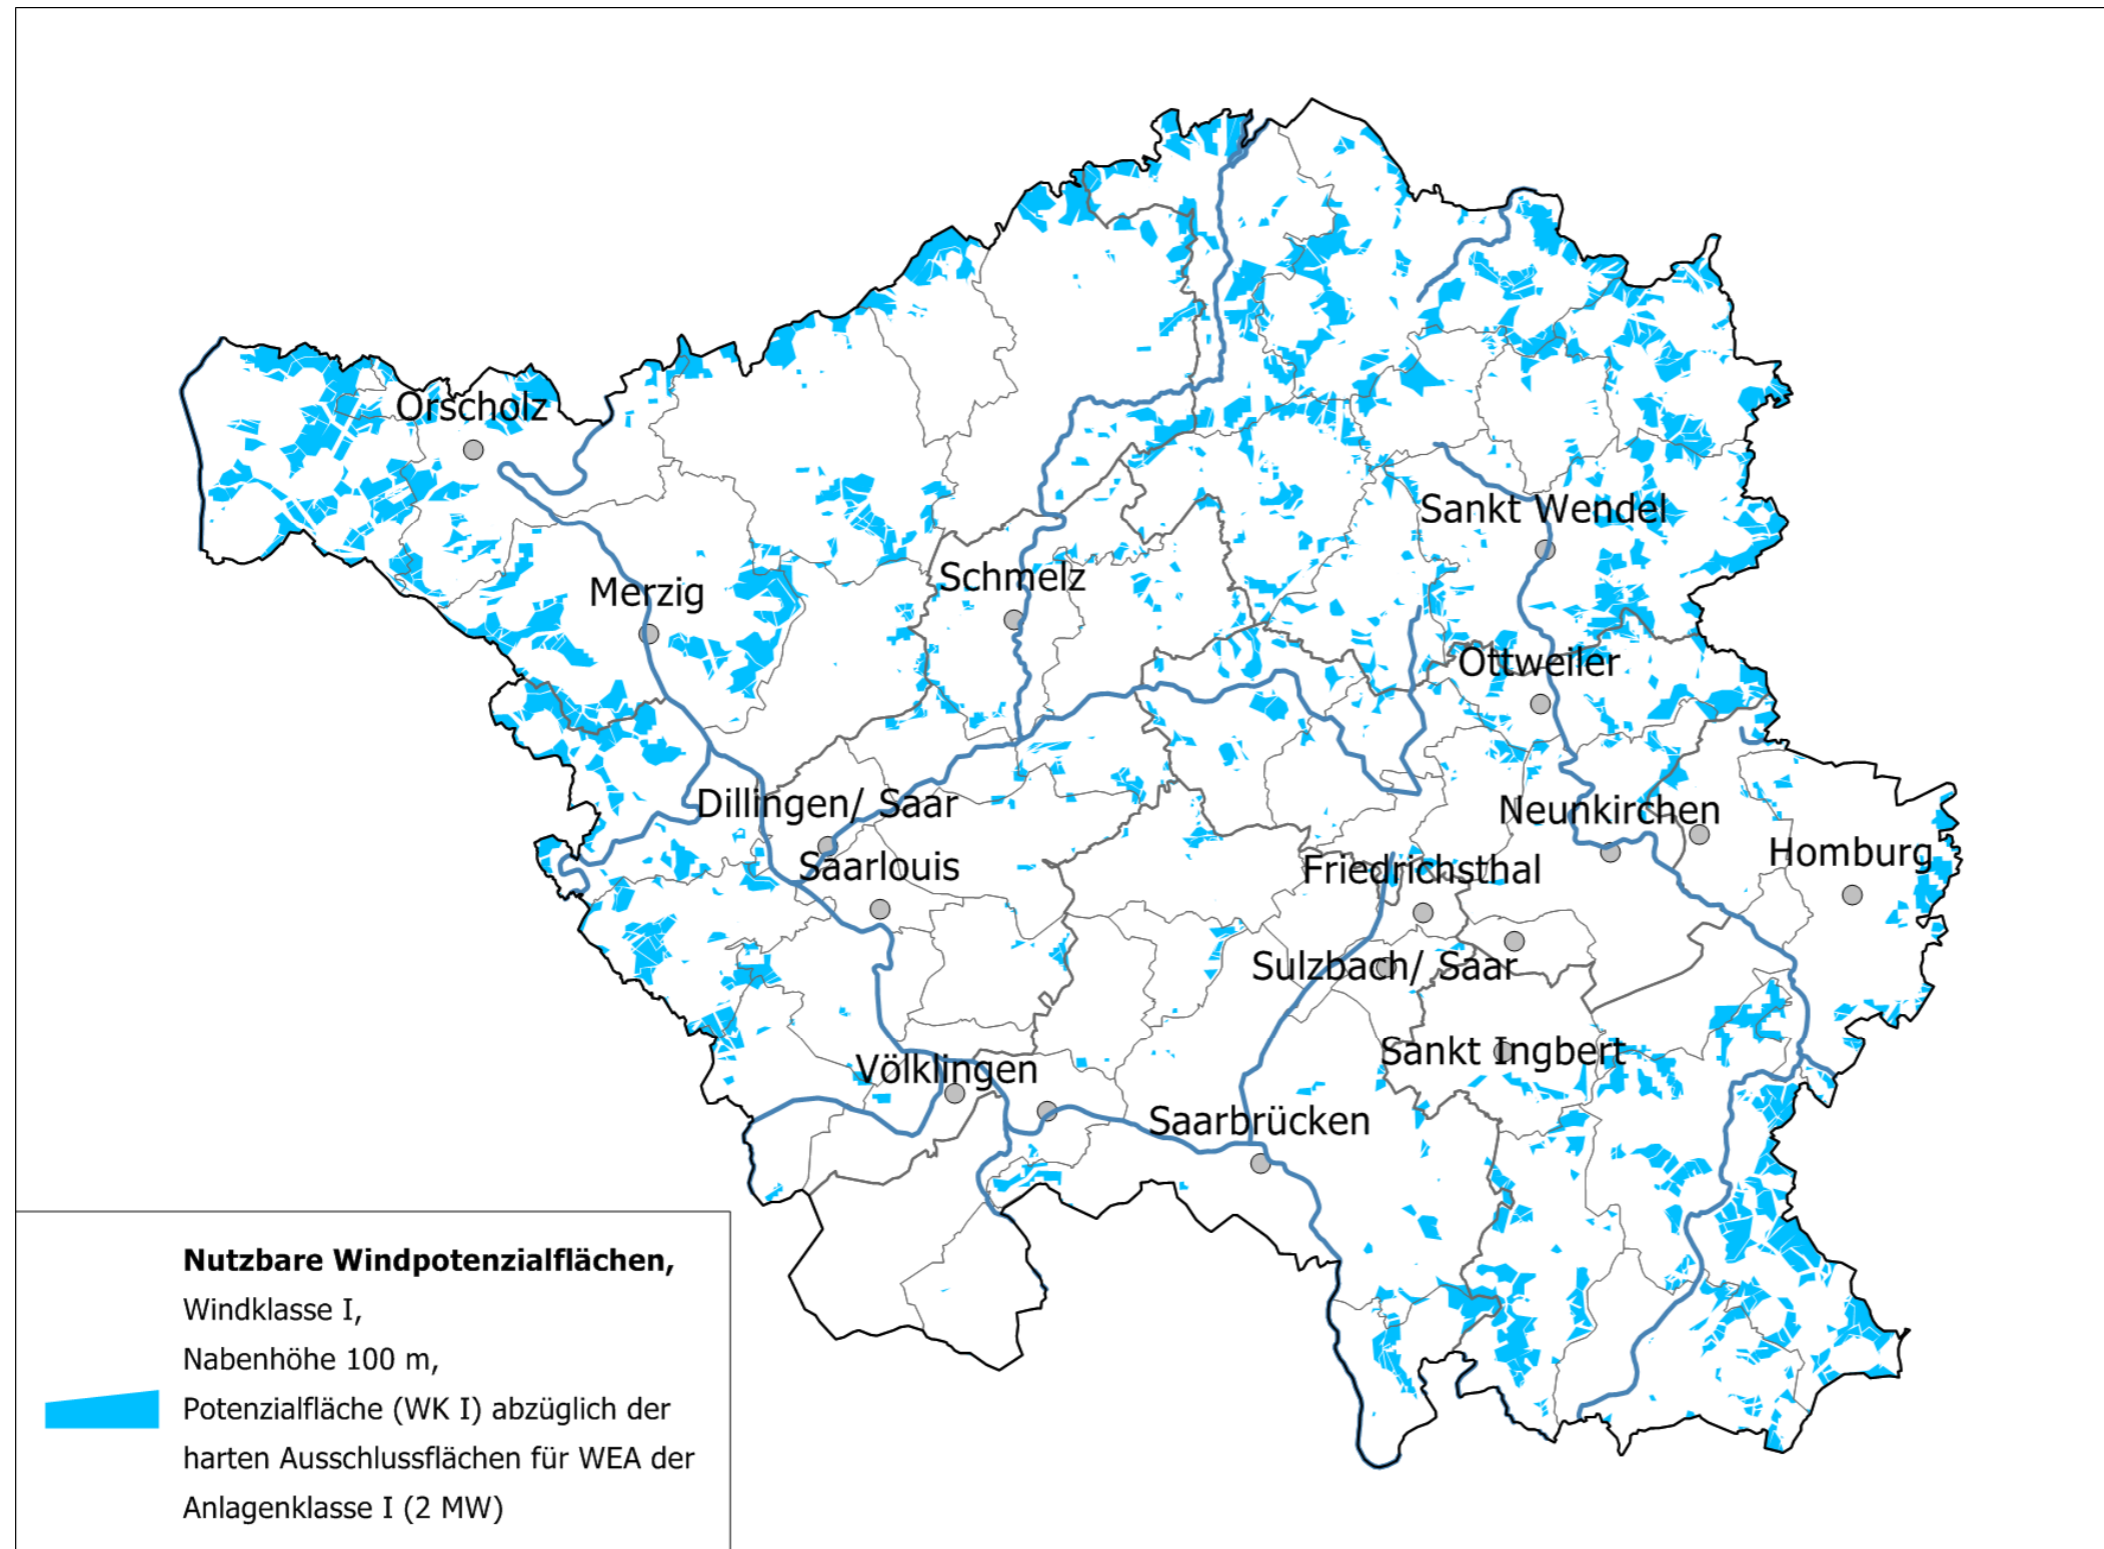 Orscholz
Sankt Wendel
Schmelz
Merzig
Ottweiler
Dillingen/ Saar
Neunkirchen
Homburg
Saarlouis
Friedrichsthal
Sulzbach/ Saar
Sankt Ingbert
Völklingen
Saarbrücken
Nutzbare Windpotenzialflächen,
Windklasse I,
Nabenhöhe 100 m,
Potenzialfläche (WK I) abzüglich der
harten Ausschlussflächen für WEA der
Anlagenklasse I (2 MW)